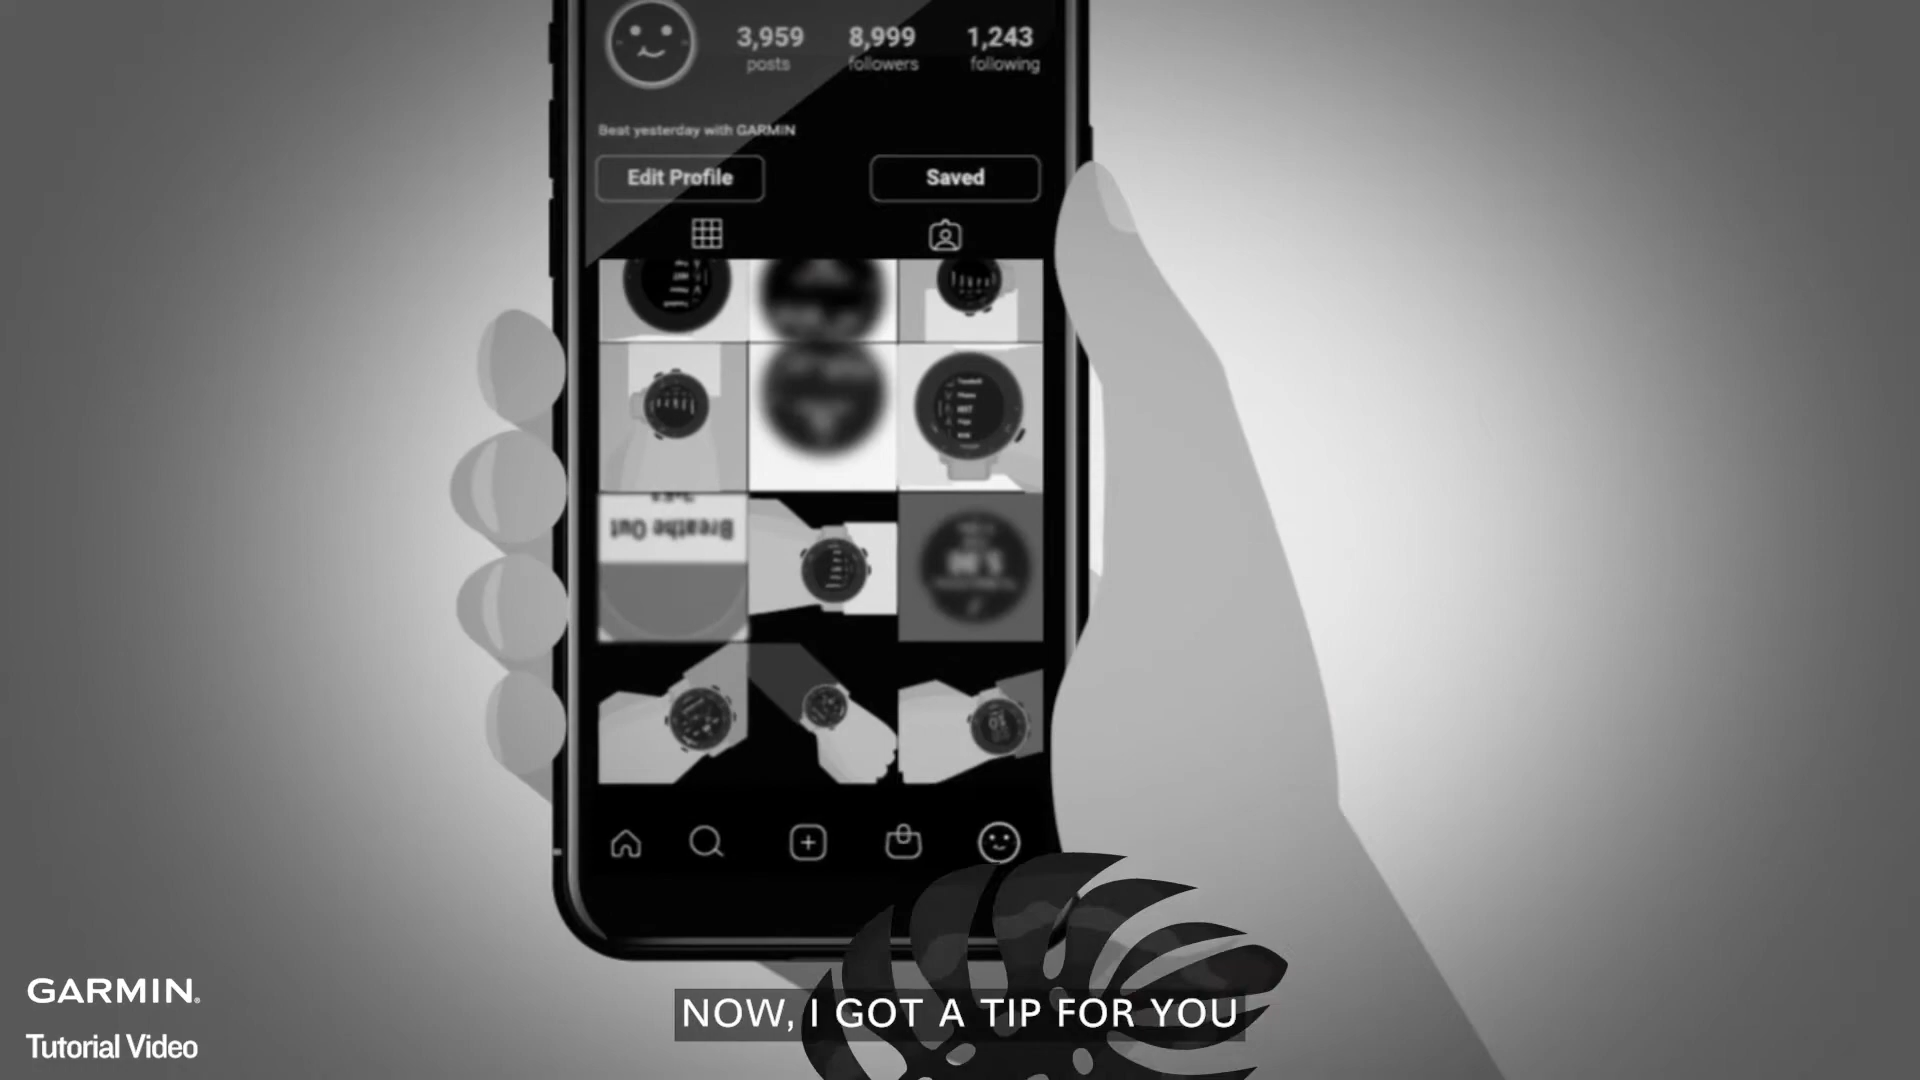 3,959 8,999 1,243
posts followers following
Beat yesterday with GARMIN
Edit Profile Saved
Breathe Out
GARMIN.
Tutorial Video
NOW, I GOT A TIP FOR YOU